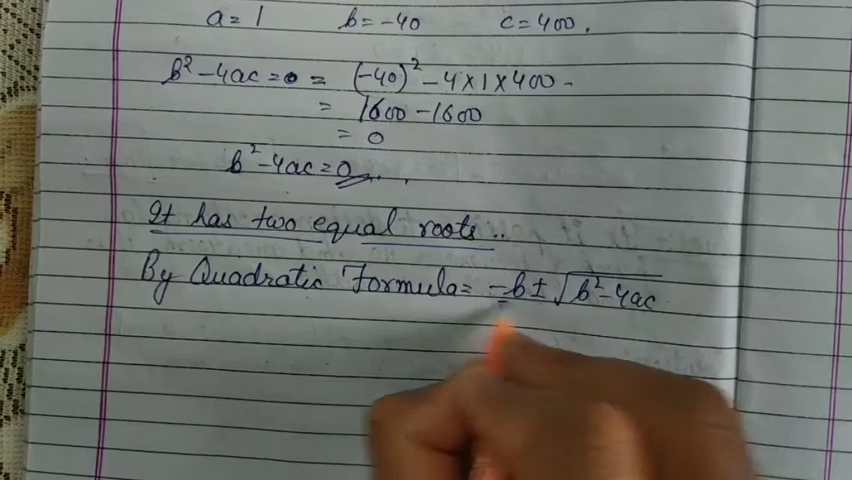 a = 1 b = -40 c = 400.
b² - 4ac = 0 = (-40)² - 4 × 1 × 400 -
= 1600 - 1600
= 0
b² - 4ac = 0
It has two equal roots..
By Quadratic Formula = -b ± √b² - 4ac